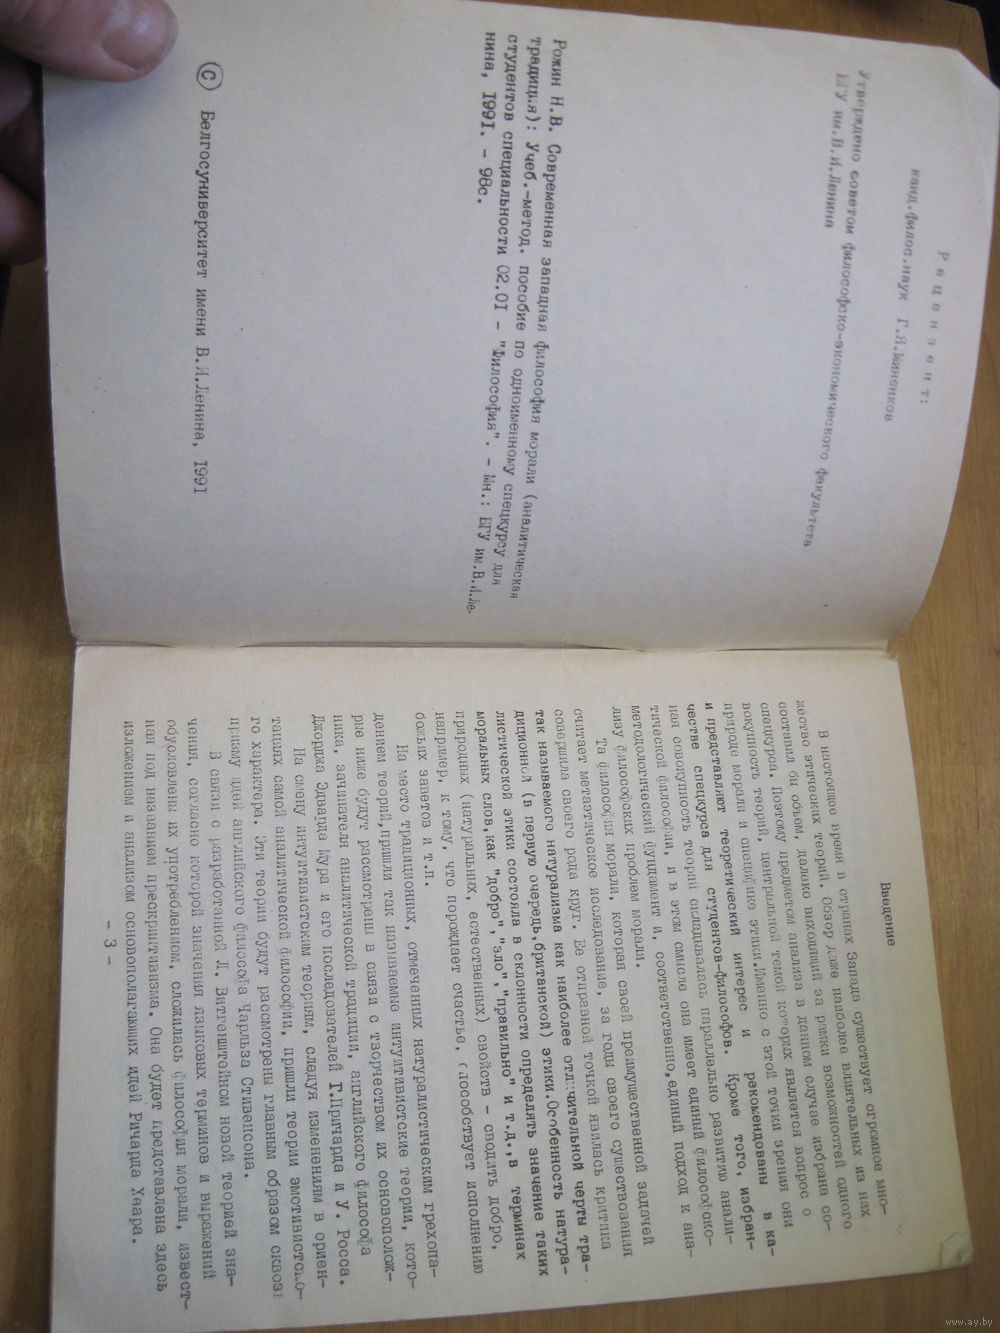 Р е ц е н з е н т:
канд.филос.наук Г.Я.Миненков
Утверждено советом философско-экономического факультета
БГУ им.В.И.Ленина
Рожин Н.В. Современная западная философия морали (аналитическая
традиция): Учеб.-метод. пособие по одноименному спецкурсу для
студентов специальности 02.01 - "Философия". - Мн.: БГУ им.В.И.Ле-
нина, 1991. - 98с.
© Белгосуниверситет имени В.И.Ленина, 1991
Введение
В настоящее время в странах Запада существует огромное мно-
жество этических теорий. Обзор даже наиболее влиятельных из них
составил бы объем, далеко выходящий за рамки возможностей одного
спецкурса. Поэтому предметом анализа в данном случае избрана со-
вокупность теорий, центральной темой которых является вопрос о
природе морали и специфике этики.Именно с этой точки зрения они
и представляют теоретический интерес и рекомендованы в ка-
честве спецкурса для студентов-философов. Кроме того, избран-
ная совокупность теорий складывалась параллельно развитию анали-
тической философии, и в этом смысле она имеет единый философско-
методологический фундамент и, соответственно,единый подход к ана-
лизу философских проблем морали.
Та философия морали, которая своей преимущественной задачей
считает метаэтическое исследование, за годы своего существования
совершила своего рода круг. Ее отправной точкой явилась критика
так называемого натурализма как наиболее отличительной черты тра-
диционной (в первую очередь,британской) этики.Особенность натура-
листической этики состояла в склонности определять значение таких
моральных слов,как "добро","зло","правильно" и т.д.,в терминах
природных (натуральных, естественных) свойств - сводить добро,
например, к тому, что порождает счастье, способствует исполнению
божьих заветов и т.п.
На место традиционных, отмеченных натуралистическим грехопа-
дением теорий,пришли так называемые интуитивистские теории, кото-
рые ниже будут рассмотрены в связи с творчеством их основополож-
ника, зачинателя аналитической традиции, английского философа
Джорджа Эдварда Мура и его последователей Г.Причарда и У. Росса.
На смену интуитивистским теориям, следуя изменениям в ориен-
тациях самой аналитической философии, пришли теории эмотивистско-
го характера. Эти теории будут рассмотрены главным образом сквозь
призму идей английского философа Чарльза Стивенсона.
В связи с разработанной Л. Витгенштейном новой теорией зна-
чения, согласно которой значения языковых терминов и выражений
обусловлены их употреблением, сложилась философия морали, извест-
ная под названием прескриптивизма. Она будет представлена здесь
изложением и анализом основополагающих идей Ричарда Хеара.
- 3 -
www.ay.by